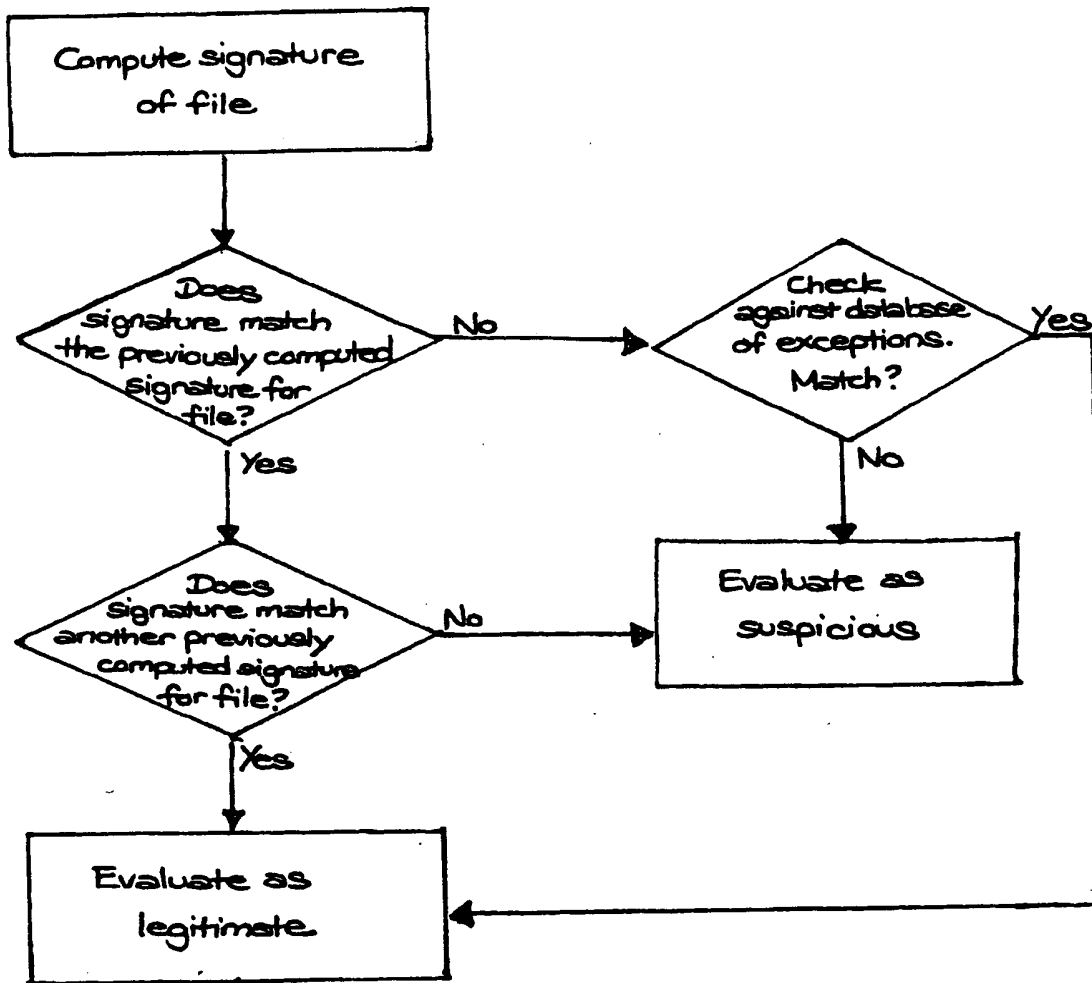 Compute signature
of file
Does
signature match
the previously computed
signature for
file?
No
Yes
Check
against database
of exceptions.
Match?
Yes
No
Does
signature match
another previously
computed signature
for file?
No
Yes
Evaluate as
suspicious
Evaluate as
legitimate